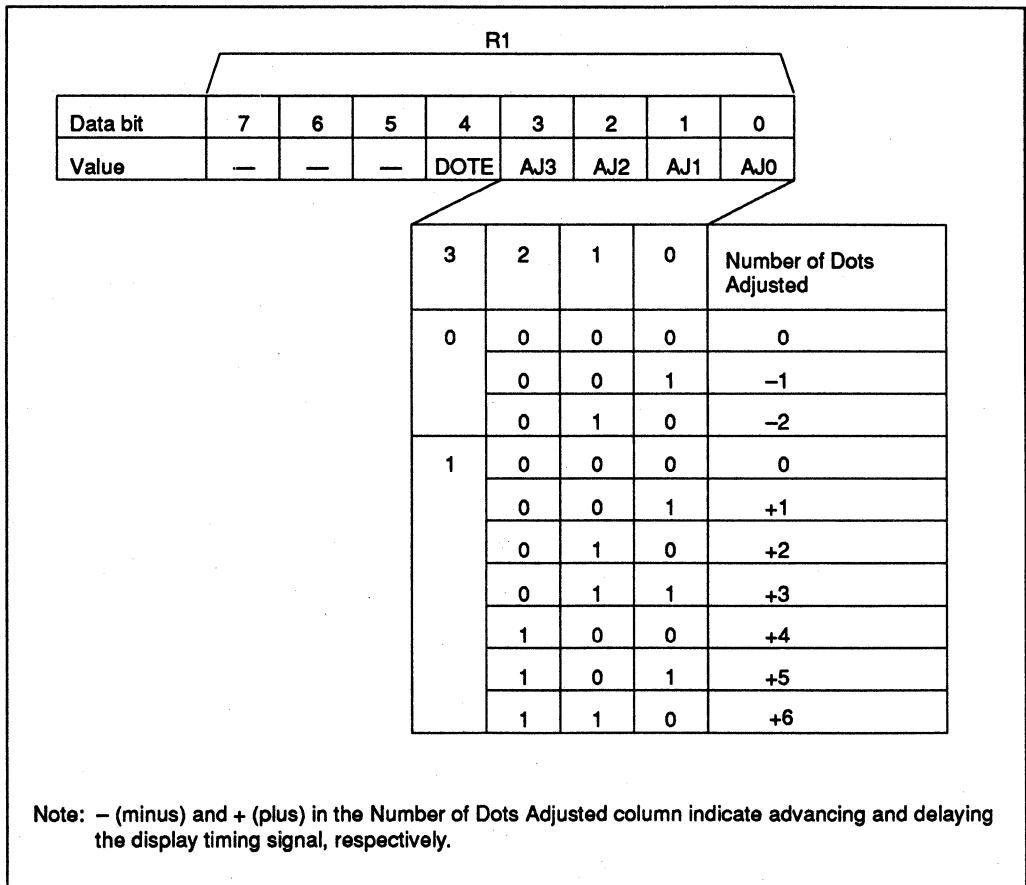 R1
Data bit 7 6 5 4 3 2 1 0
Value — — — DOTE AJ3 AJ2 AJ1 AJ0
3 2 1 0 Number of Dots
Adjusted
0 0 0 0 0
0 0 1 –1
0 1 0 –2
1 0 0 0 0
0 0 1 +1
0 1 0 +2
0 1 1 +3
1 0 0 +4
1 0 1 +5
1 1 0 +6
Note: – (minus) and + (plus) in the Number of Dots Adjusted column indicate advancing and delaying
the display timing signal, respectively.